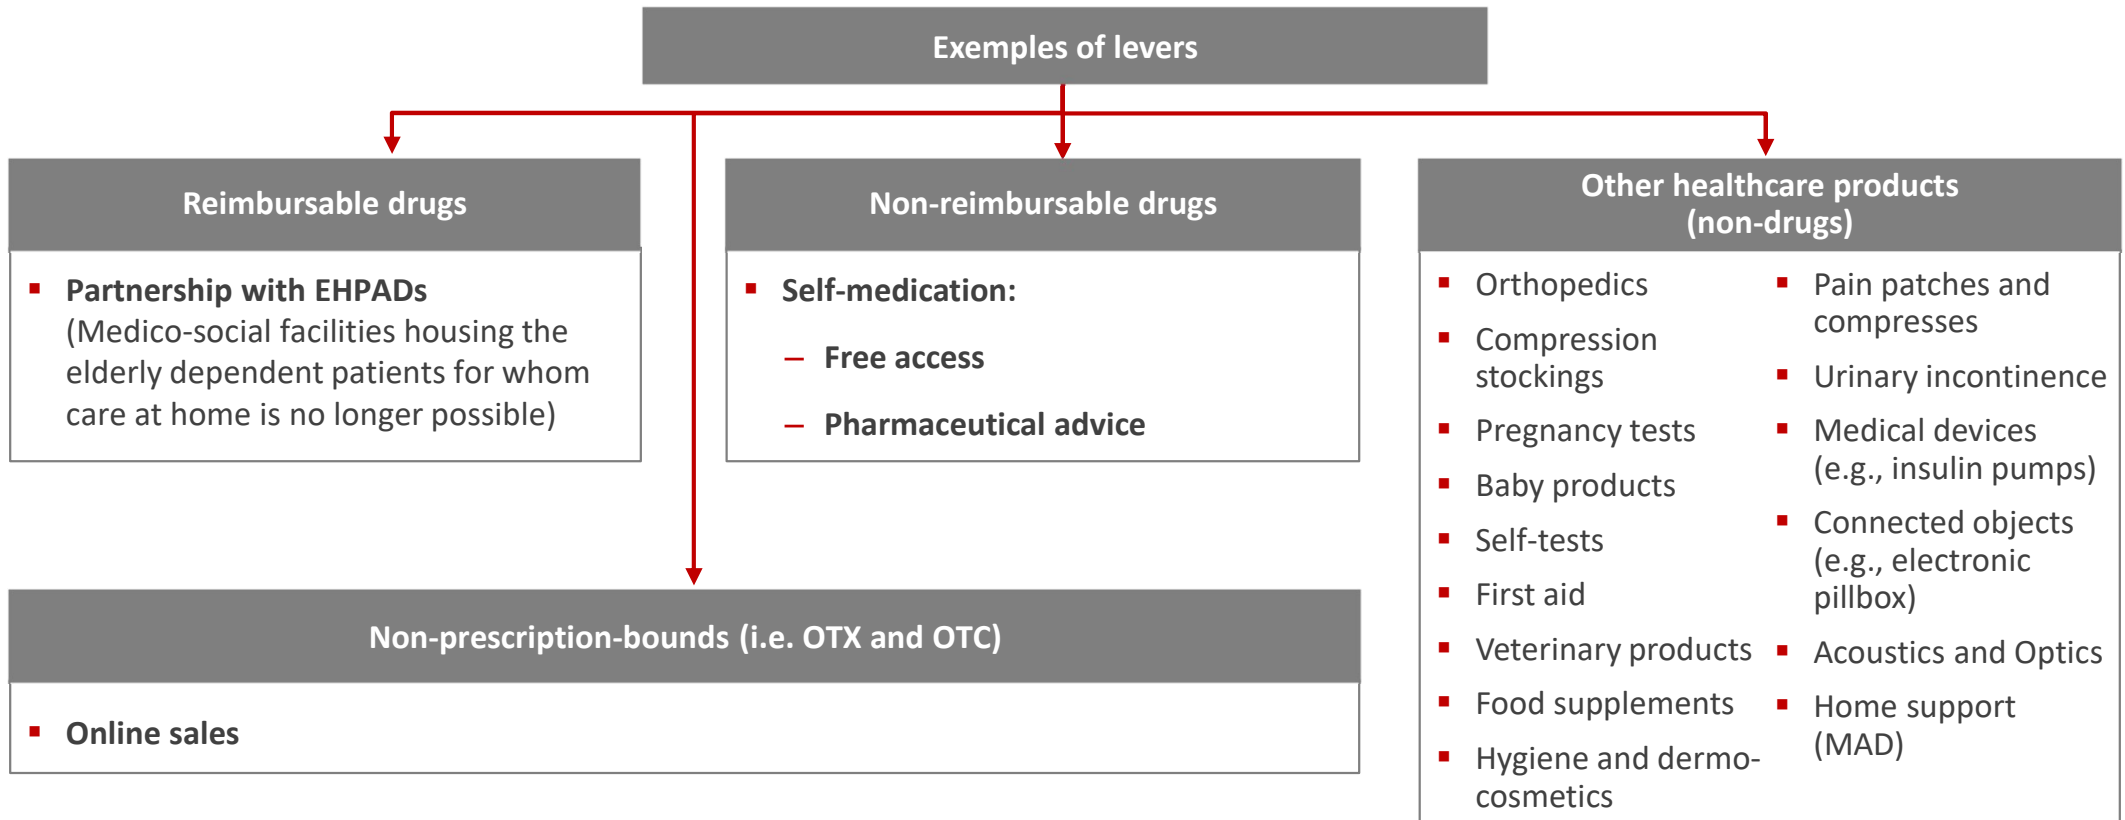 Exemples of levers
Reimbursable drugs
▪ Partnership with EHPADs
(Medico-social facilities housing the
elderly dependent patients for whom
care at home is no longer possible)
Non-reimbursable drugs
▪ Self-medication:
– Free access
– Pharmaceutical advice
Non-prescription-bounds (i.e. OTX and OTC)
▪ Online sales
Other healthcare products
(non-drugs)
▪ Orthopedics
▪ Compression
stockings
▪ Pregnancy tests
▪ Baby products
▪ Self-tests
▪ First aid
▪ Veterinary products
▪ Food supplements
▪ Hygiene and dermo-
cosmetics
▪ Pain patches and
compresses
▪ Urinary incontinence
▪ Medical devices
(e.g., insulin pumps)
▪ Connected objects
(e.g., electronic
pillbox)
▪ Acoustics and Optics
▪ Home support
(MAD)